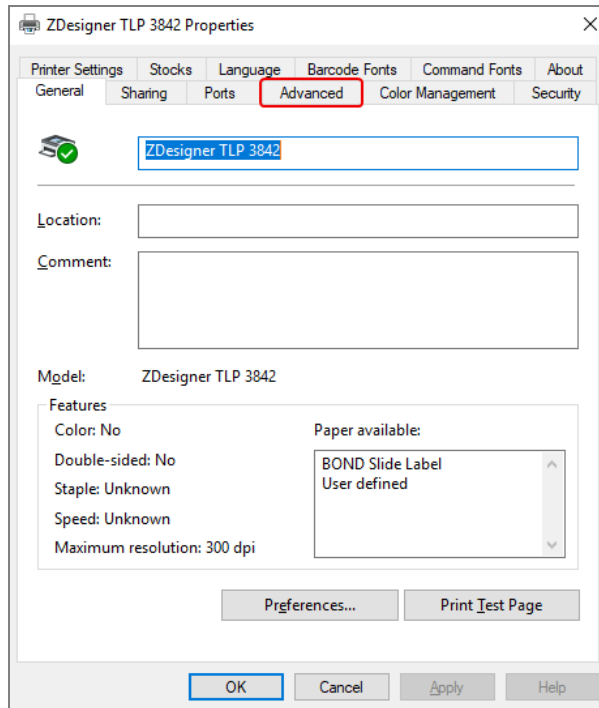 ZDesigner TLP 3842 Properties
Printer Settings Stocks Language Barcode Fonts Command Fonts About
General Sharing Ports Advanced Color Management Security
ZDesigner TLP 3842
Location:
Comment:
Model: ZDesigner TLP 3842
Features
Color: No
Double-sided: No
Staple: Unknown
Speed: Unknown
Maximum resolution: 300 dpi
Paper available:
BOND Slide Label
User defined
Preferences... Print Test Page
OK Cancel Apply Help